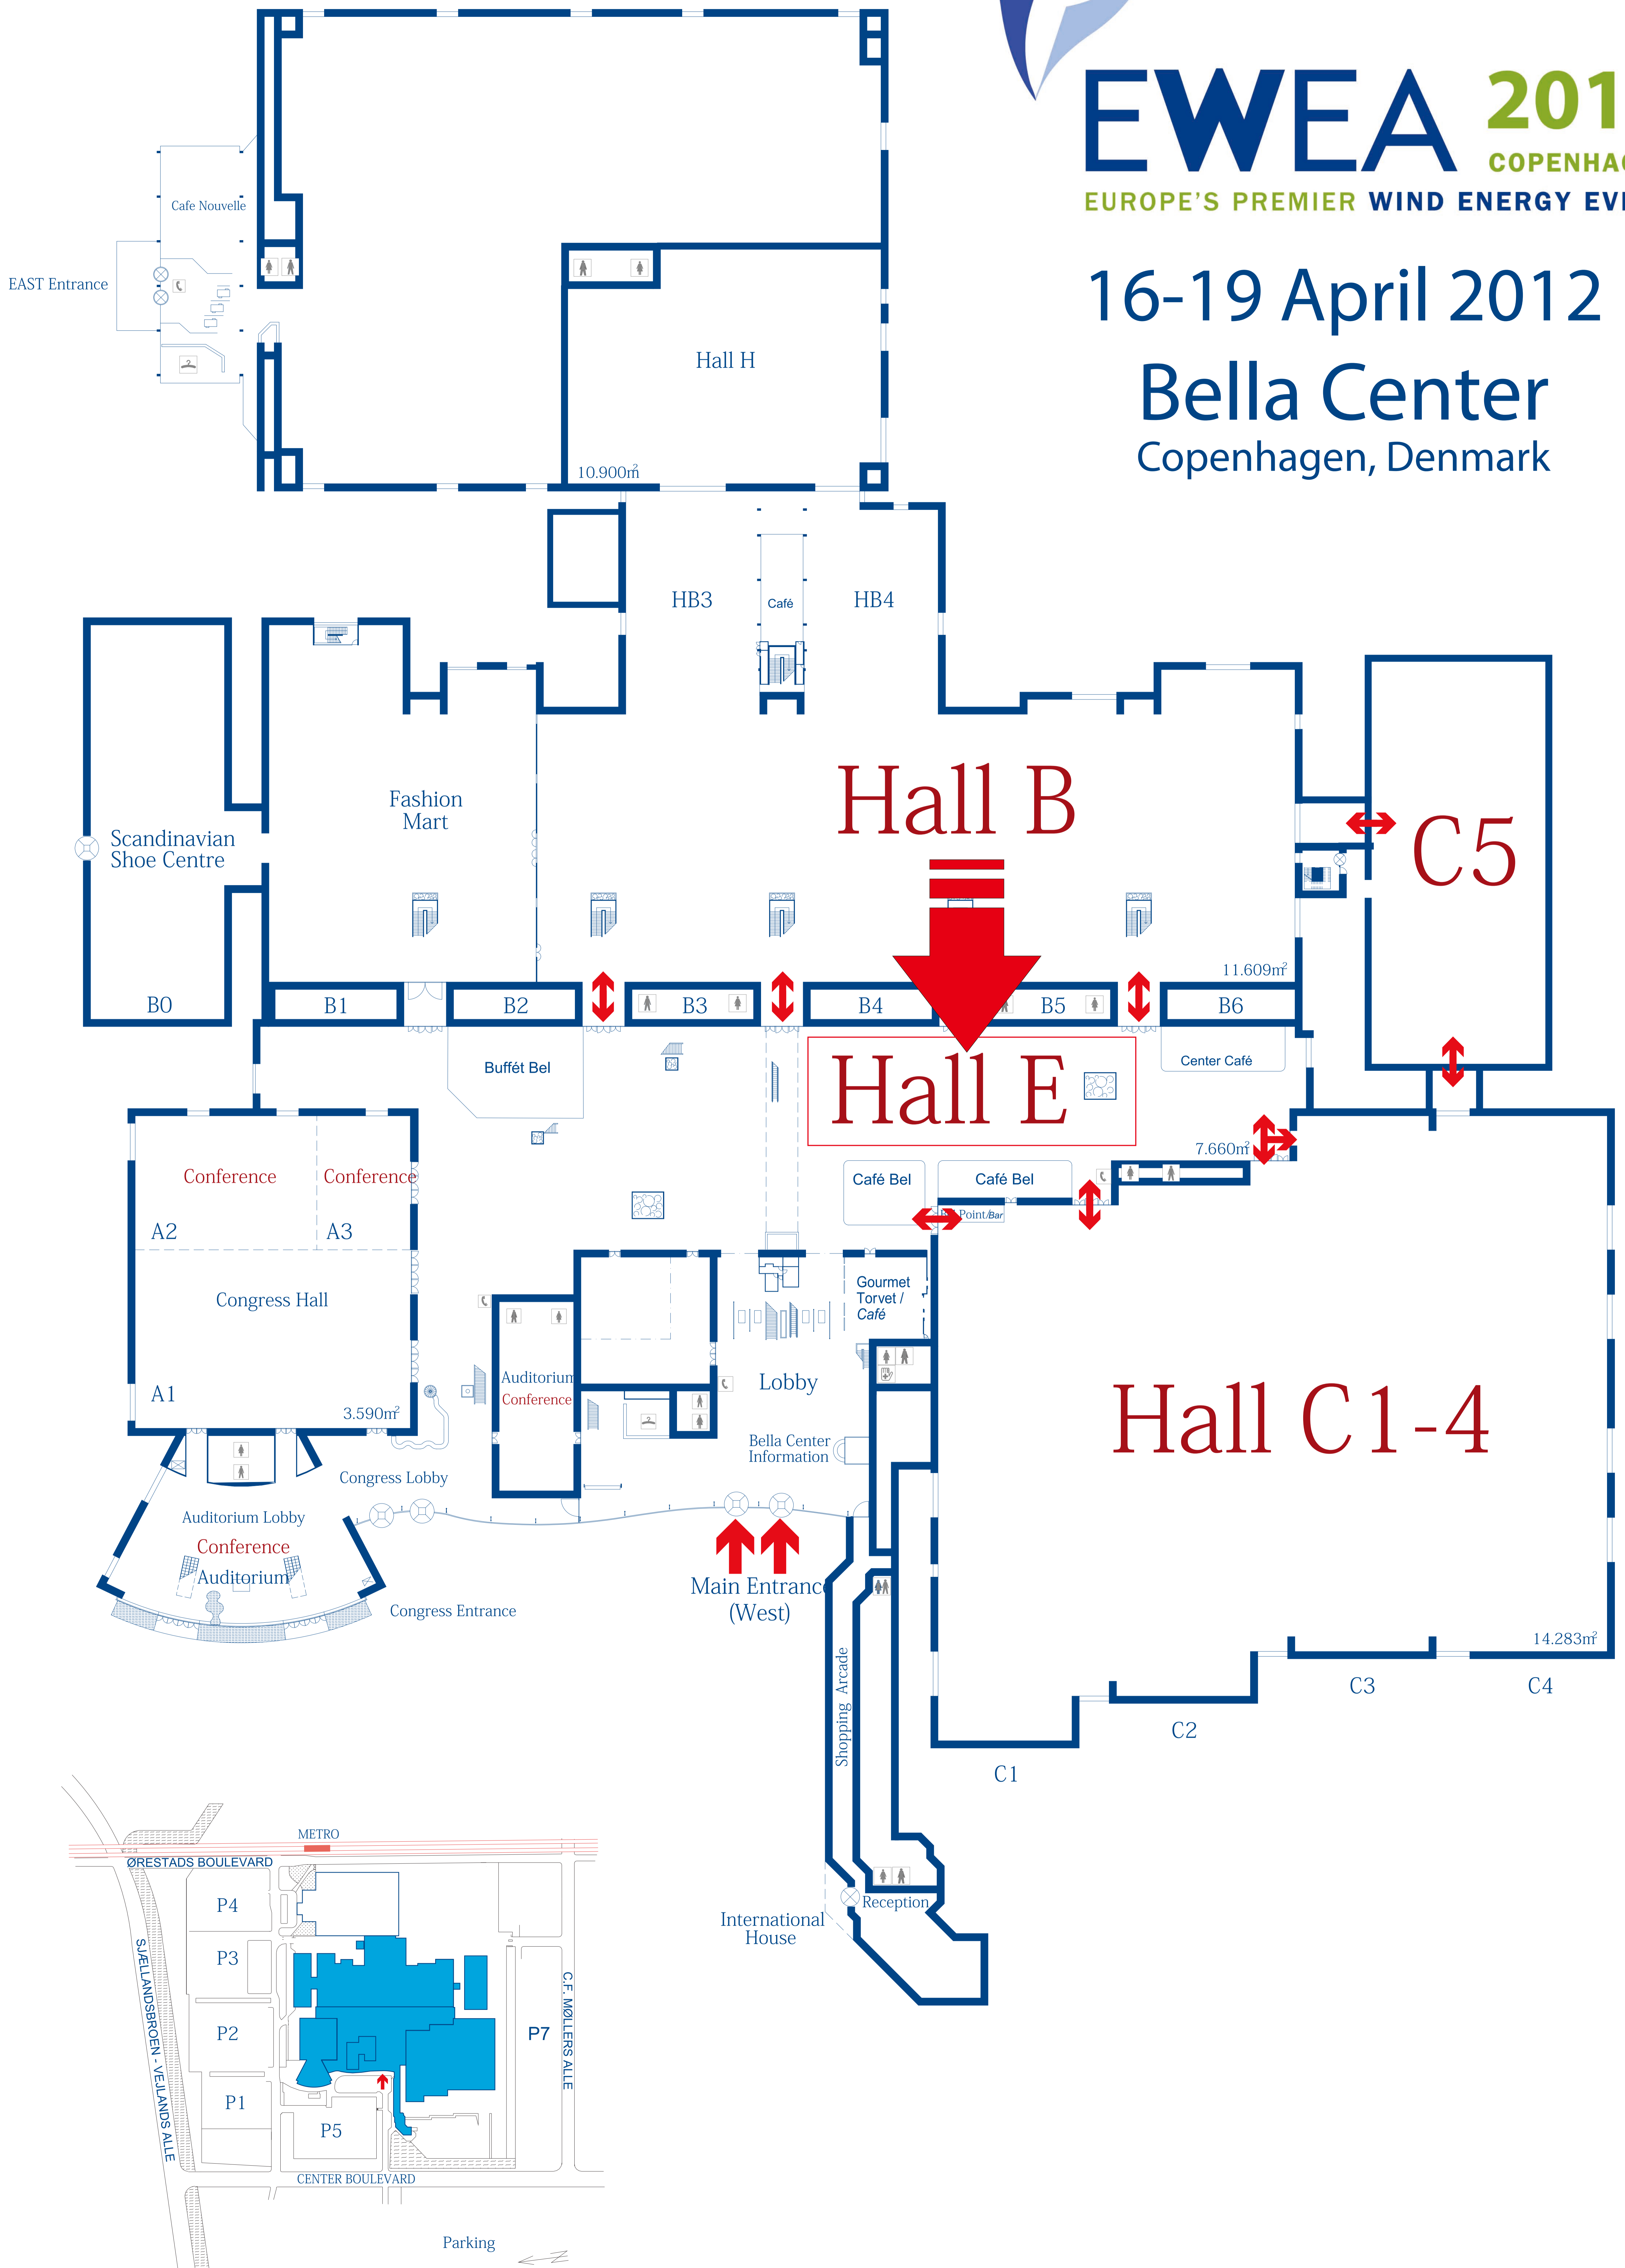 EWEA 201
COPENHAG
EUROPE'S PREMIER WIND ENERGY EV
16-19 April 2012
Bella Center
Copenhagen, Denmark
Cafe Nouvelle
EAST Entrance
Hall H
10.900m²
HB3
Café
HB4
Fashion
Mart
Hall B
C5
Scandinavian
Shoe Centre
11.609m²
B0
B1
B2
B3
B4
B5
B6
Buffét Bel
Hall E
Center Café
7.660m²
Conference
Conference
Café Bel
Café Bel
Point/Bar
A2
A3
Congress Hall
Gourmet
Torvet /
Café
Auditorium
Conference
Lobby
Hall C1-4
A1
3.590m²
Bella Center
Information
Congress Lobby
Auditorium Lobby
Conference
Auditorium
Congress Entrance
Main Entrance
(West)
Shopping Arcade
14.283m²
C3
C4
C2
C1
METRO
ØRESTADS BOULEVARD
P4
P3
P2
P1
P5
P7
SJÆLLANDSBROEN - VEJLANDS ALLE
C.F. MØLLERS ALLE
CENTER BOULEVARD
Parking
Reception
International
House